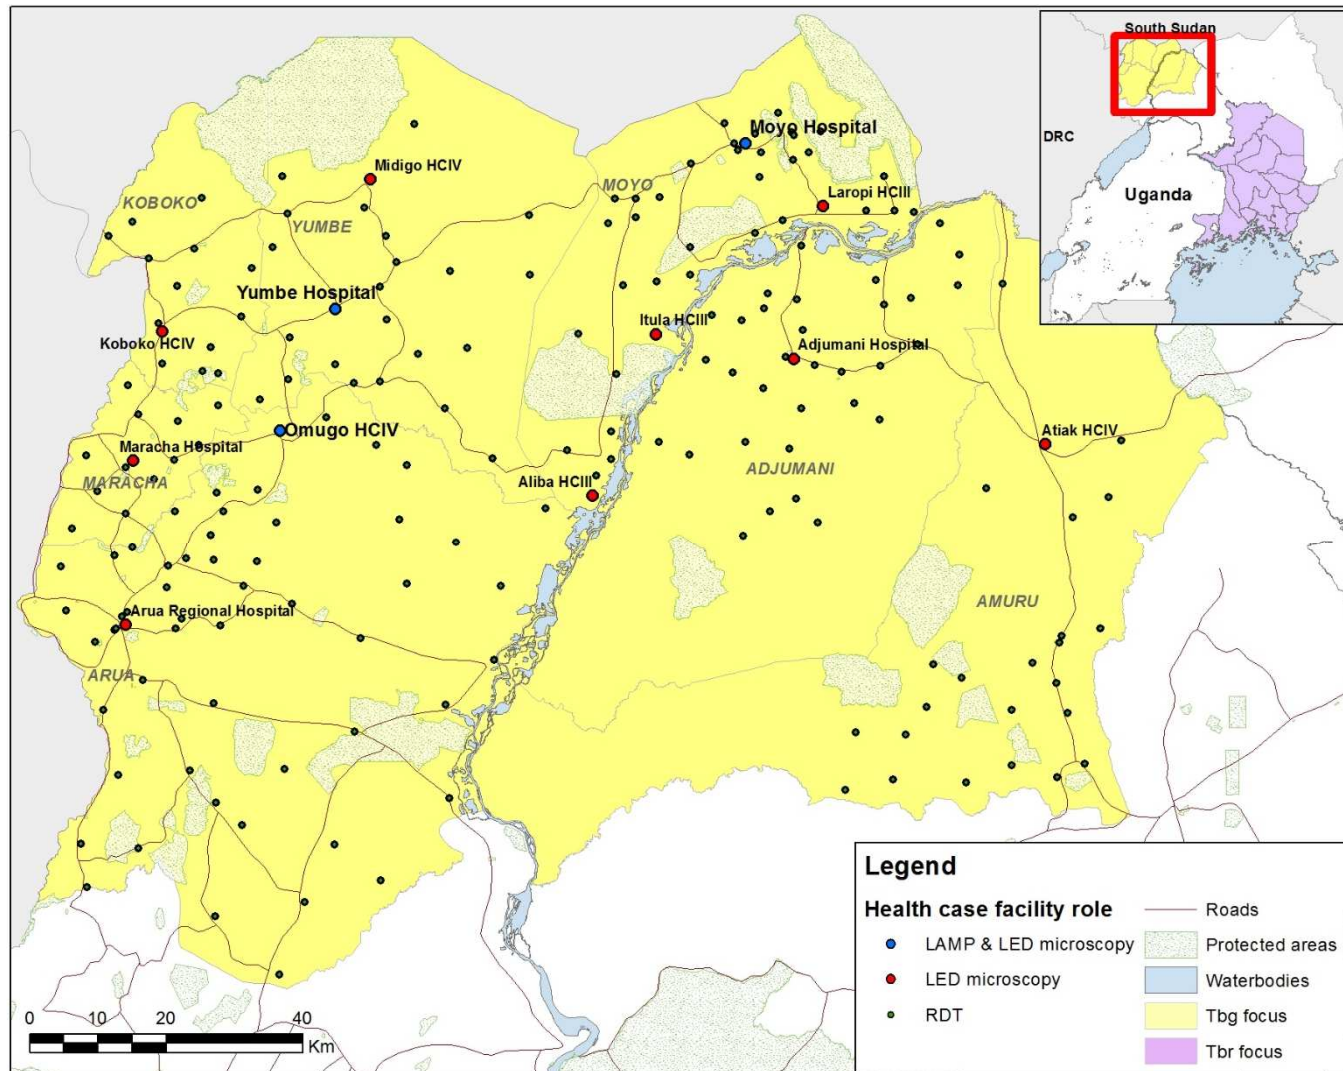 South Sudan
DRC
Uganda
Moyo Hospital
Midigo HCIV
KOBOKO
MOYO
Laropi HCIII
YUMBE
Yumbe Hospital
Itula HCIII
Koboko HCIV
Adjumani Hospital
Omugo HCIV
Atiak HCIV
Maracha Hospital
ADJUMANI
MARACHA
Aliba HCIII
AMURU
Arua Regional Hospital
ARUA
Legend
Health case facility role
LAMP & LED microscopy
LED microscopy
RDT
Roads
Protected areas
Waterbodies
Tbg focus
Tbr focus
0 10 20 40
Km